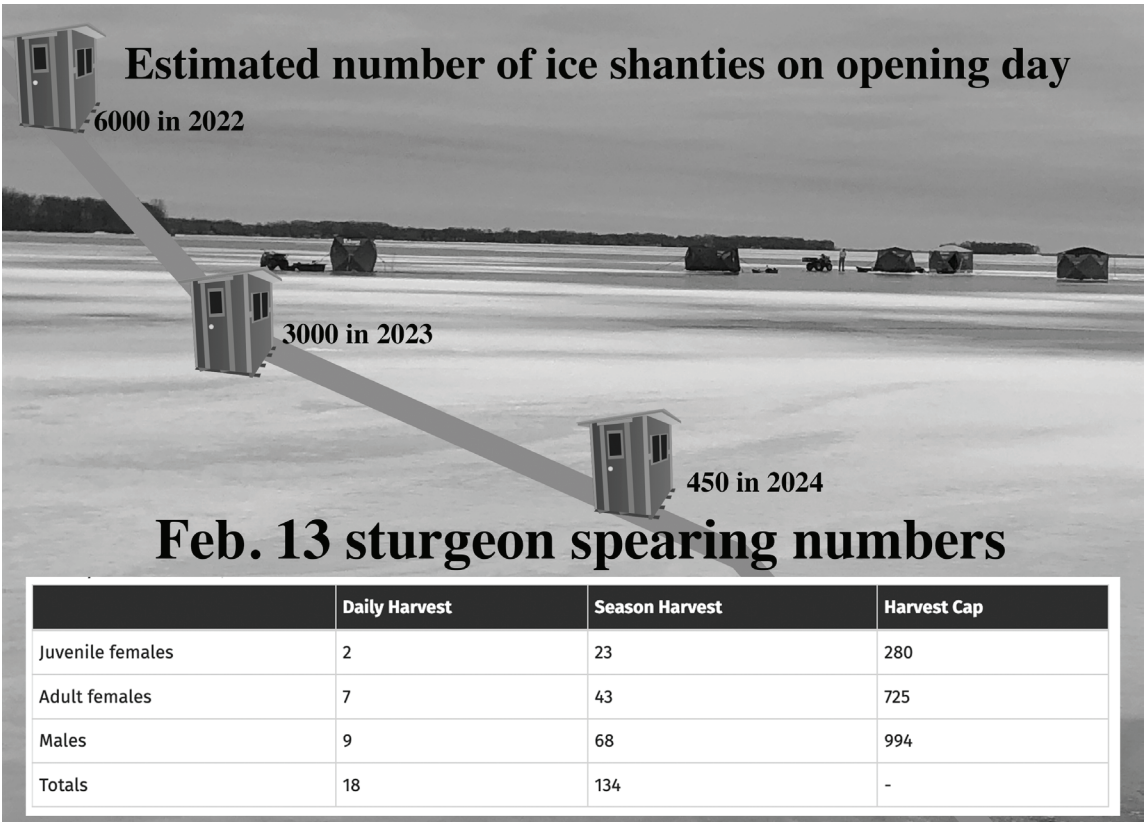 Estimated number of ice shanties on opening day
6000 in 2022
3000 in 2023
450 in 2024
Feb. 13 sturgeon spearing numbers
Daily Harvest Season Harvest Harvest Cap
Juvenile females 2 23 280
Adult females 7 43 725
Males 9 68 994
Totals 18 134 -